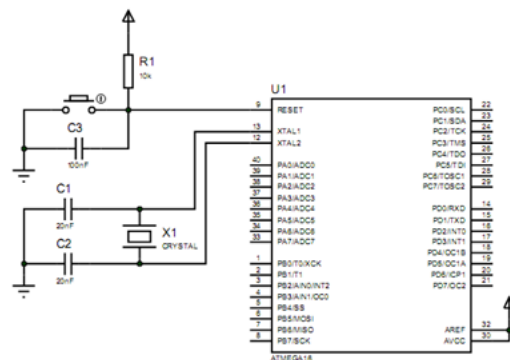 R1
10k
U1
9 RESET
13 XTAL1
12 XTAL2
40 PA0/ADC0
39 PA1/ADC1
38 PA2/ADC2
37 PA3/ADC3
36 PA4/ADC4
35 PA5/ADC5
34 PA6/ADC6
33 PA7/ADC7
1 PB0/T0/XCK
2 PB1/T1
3 PB2/AIN0/INT2
4 PB3/AIN1/OC0
5 PB4/SS
6 PB5/MOSI
7 PB6/MISO
8 PB7/SCK
PC0/SCL 22
PC1/SDA 23
PC2/TCK 24
PC3/TMS 25
PC4/TDO 26
PC5/TDI 27
PC6/TOSC1 28
PC7/TOSC2 29
PD0/RXD 14
PD1/TXD 15
PD2/INT0 16
PD3/INT1 17
PD4/OC1B 18
PD5/OC1A 19
PD6/ICP1 20
PD7/OC2 21
AREF 32
AVCC 30
ATMEGA16
C3
100nF
C1
20nF
C2
20nF
X1
CRYSTAL